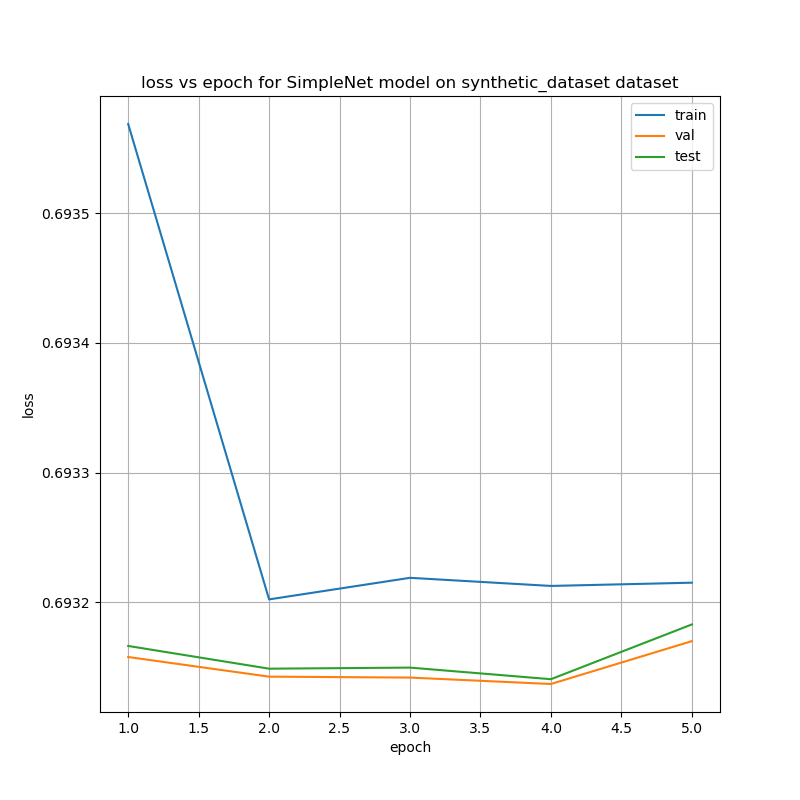 loss vs epoch for SimpleNet model on synthetic_dataset dataset
train
val
test
0.6935
0.6934
0.6933
0.6932
loss
1.0 1.5 2.0 2.5 3.0 3.5 4.0 4.5 5.0
epoch